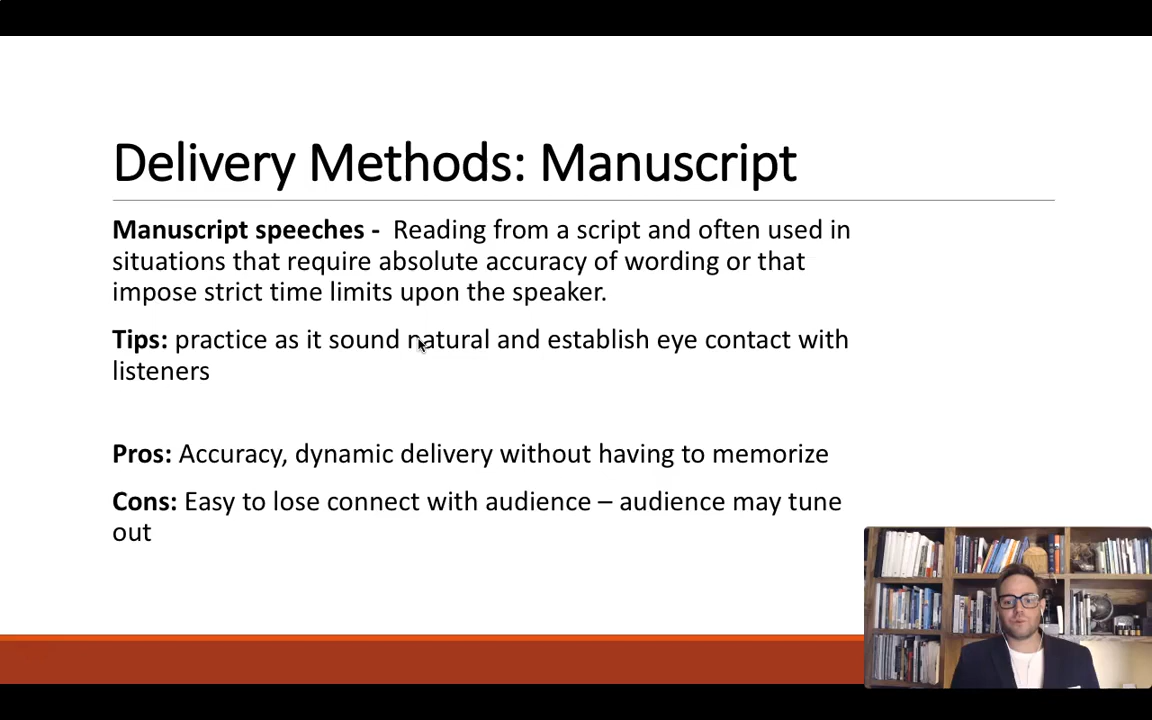 Delivery Methods: Manuscript
Manuscript speeches - Reading from a script and often used in
situations that require absolute accuracy of wording or that
impose strict time limits upon the speaker.
Tips: practice as it sound natural and establish eye contact with
listeners
Pros: Accuracy, dynamic delivery without having to memorize
Cons: Easy to lose connect with audience – audience may tune
out